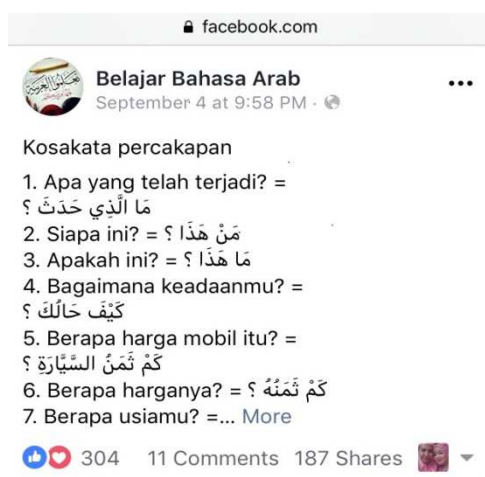 facebook.com
Belajar Bahasa Arab
September 4 at 9:58 PM ·
Kosakata percakapan
1. Apa yang telah terjadi? =
مَا الَّذِي حَدَثَ ؟
2. Siapa ini? = مَنْ هَذَا ؟
3. Apakah ini? = مَا هَذَا ؟
4. Bagaimana keadaanmu? =
كَيْفَ حَالُكَ ؟
5. Berapa harga mobil itu? =
كَمْ ثَمَنُ السَّيَّارَةِ ؟
6. Berapa harganya? = كَمْ ثَمَنُهُ ؟
7. Berapa usiamu? =... More
304 11 Comments 187 Shares